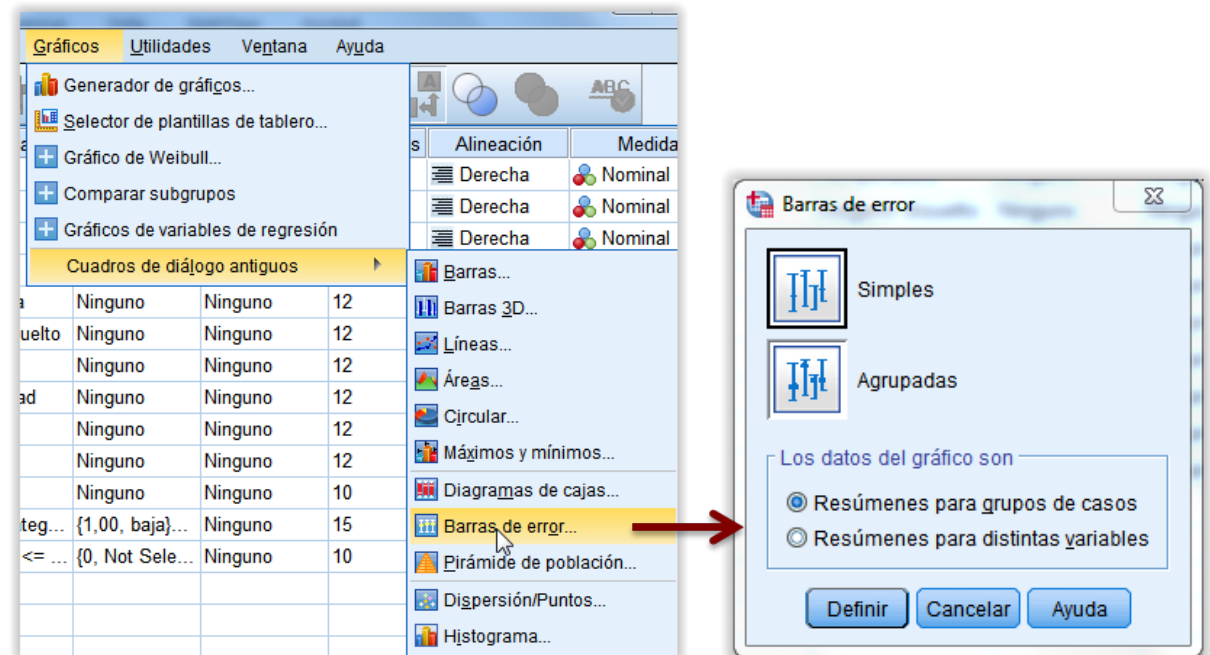 Gráficos Utilidades Ventana Ayuda
Generador de gráficos...
Selector de plantillas de tablero...
Gráfico de Weibull...
Comparar subgrupos
Gráficos de variables de regresión
Cuadros de diálogo antiguos
s Alineación Medida
Derecha Nominal
Derecha Nominal
Derecha Nominal
Barras...
Barras 3D...
Líneas...
Áreas...
Circular...
Máximos y mínimos...
Diagramas de cajas...
Barras de error...
Pirámide de población...
Dispersión/Puntos...
Histograma...
a Ninguno Ninguno 12
uelto Ninguno Ninguno 12
Ninguno Ninguno 12
ad Ninguno Ninguno 12
Ninguno Ninguno 12
Ninguno Ninguno 12
Ninguno Ninguno 10
teg... {1,00, baja}... Ninguno 15
<= ... {0, Not Sele... Ninguno 10
Barras de error
Simples
Agrupadas
Los datos del gráfico son
Resúmenes para grupos de casos
Resúmenes para distintas variables
Definir Cancelar Ayuda